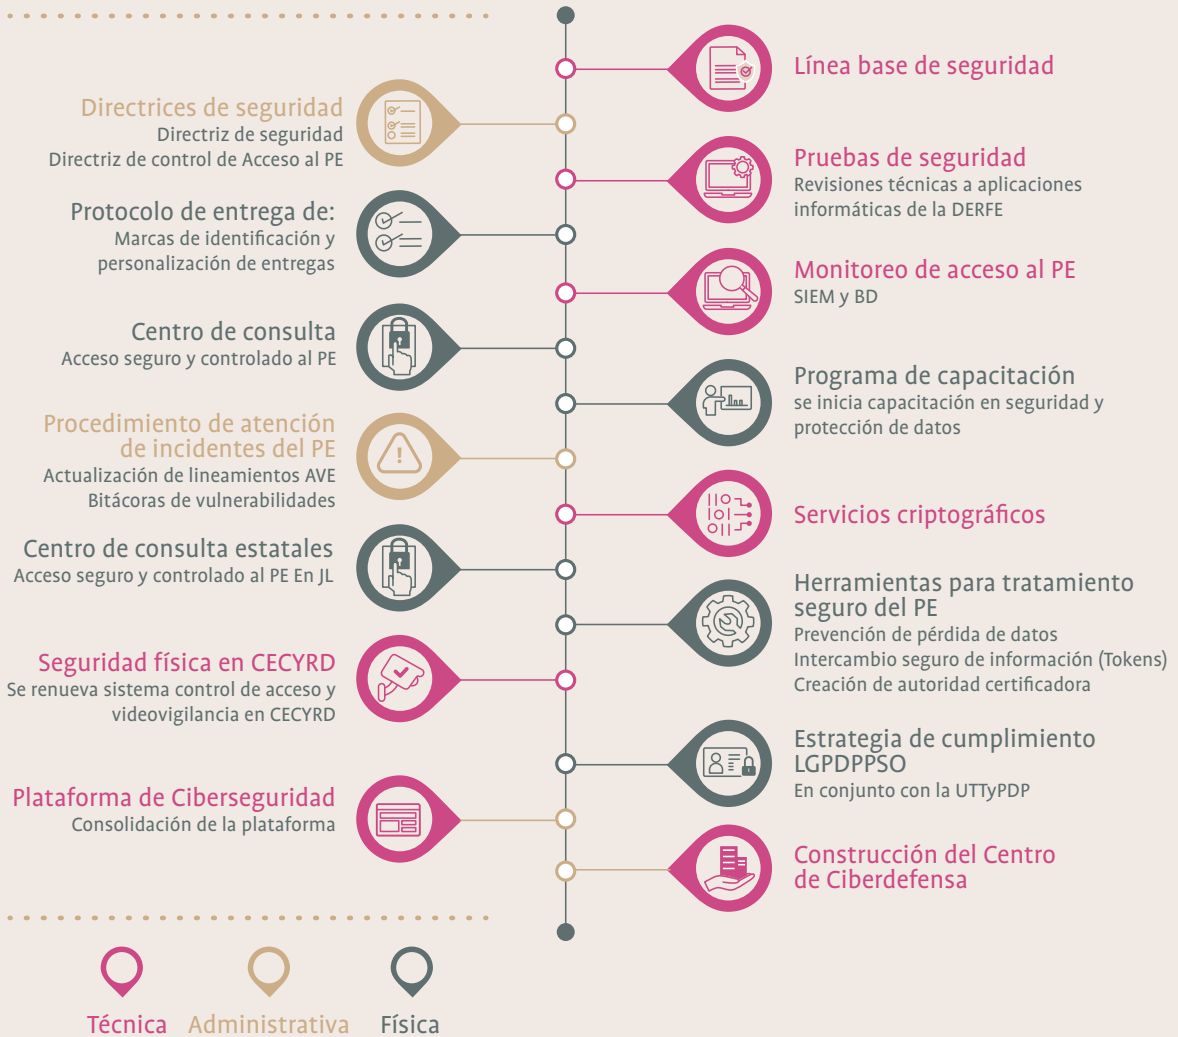 Línea base de seguridad
Directrices de seguridad
Directriz de seguridad
Directriz de control de Acceso al PE
Pruebas de seguridad
Revisiones técnicas a aplicaciones
informáticas de la DERFE
Protocolo de entrega de:
Marcas de identificación y
personalización de entregas
Monitoreo de acceso al PE
SIEM y BD
Centro de consulta
Acceso seguro y controlado al PE
Programa de capacitación
se inicia capacitación en seguridad y
protección de datos
Procedimiento de atención
de incidentes del PE
Actualización de lineamientos AVE
Bitácoras de vulnerabilidades
Servicios criptográficos
Centro de consulta estatales
Acceso seguro y controlado al PE En JL
Herramientas para tratamiento
seguro del PE
Prevención de pérdida de datos
Intercambio seguro de información (Tokens)
Creación de autoridad certificadora
Seguridad física en CECYRD
Se renueva sistema control de acceso y
videovigilancia en CECYRD
Estrategia de cumplimiento
LGPDPPSO
En conjunto con la UTTyPDP
Plataforma de Ciberseguridad
Consolidación de la plataforma
Construcción del Centro
de Ciberdefensa
Técnica
Administrativa
Física